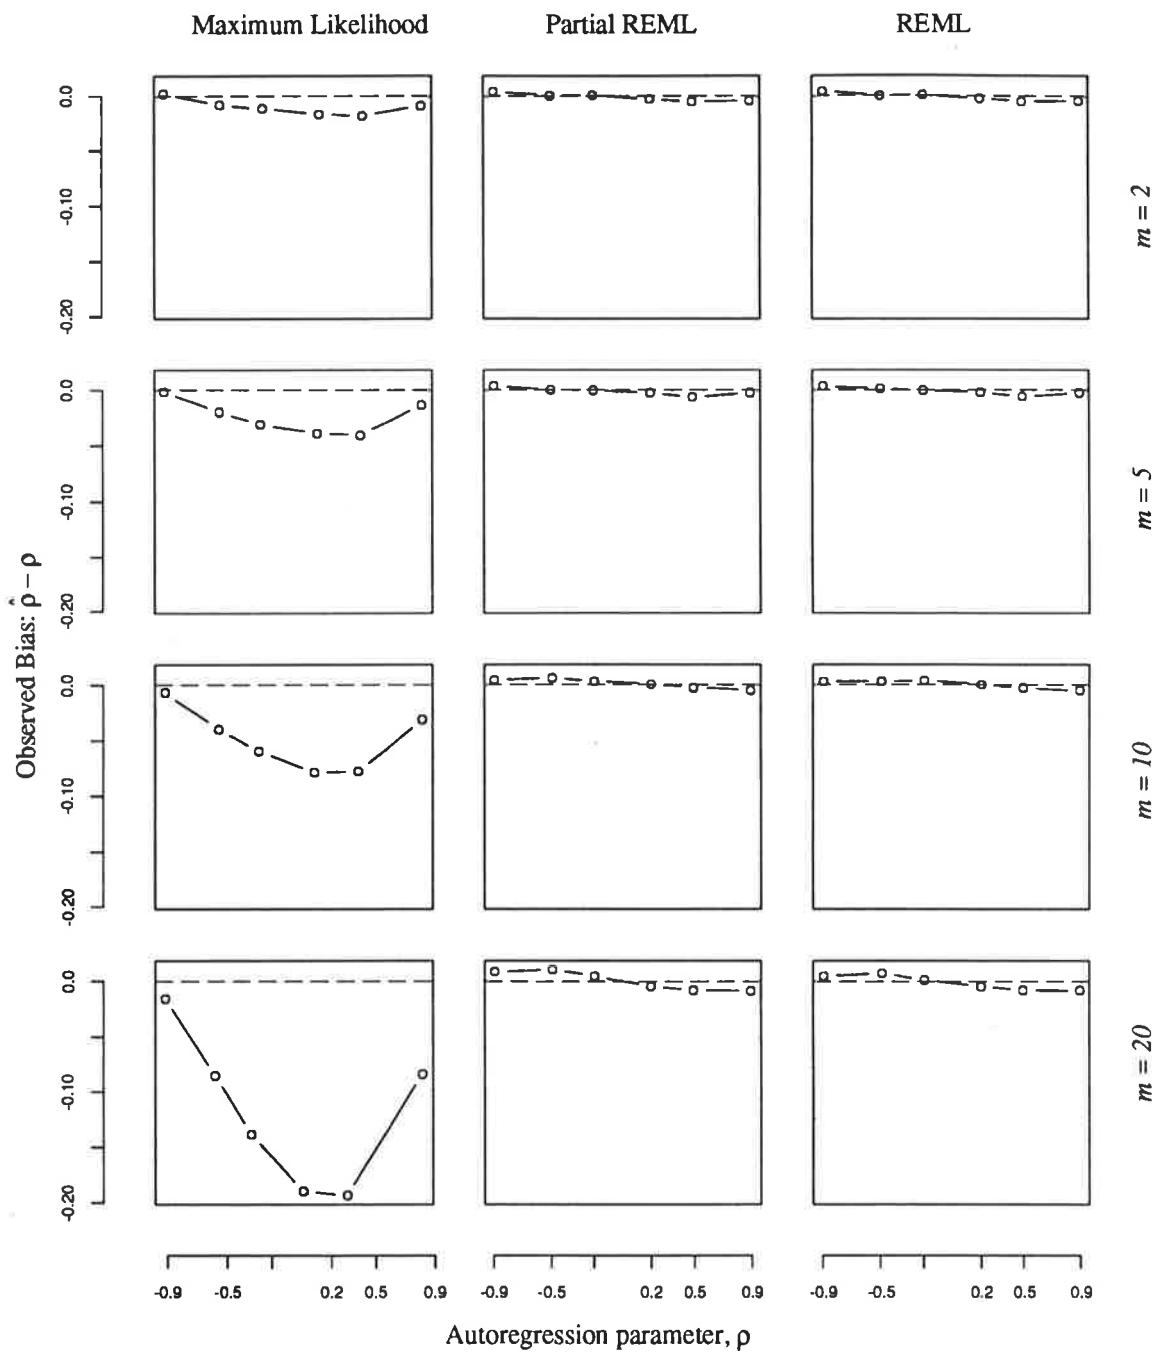 Maximum Likelihood Partial REML REML
0.0
-0.10
-0.20
m = 2
0.0
-0.10
-0.20
m = 5
0.0
-0.10
-0.20
m = 10
0.0
-0.10
-0.20
m = 20
Observed Bias: ρ̂ − ρ
-0.9 -0.5 0.2 0.5 0.9 -0.9 -0.5 0.2 0.5 0.9 -0.9 -0.5 0.2 0.5 0.9
Autoregression parameter, ρ